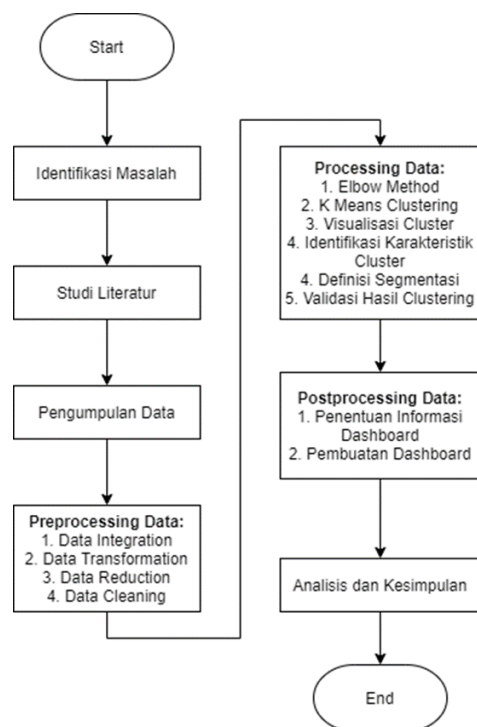 Start
Identifikasi Masalah
Studi Literatur
Pengumpulan Data
Preprocessing Data:
1. Data Integration
2. Data Transformation
3. Data Reduction
4. Data Cleaning
Processing Data:
1. Elbow Method
2. K Means Clustering
3. Visualisasi Cluster
4. Identifikasi Karakteristik
Cluster
4. Definisi Segmentasi
5. Validasi Hasil Clustering
Postprocessing Data:
1. Penentuan Informasi
Dashboard
2. Pembuatan Dashboard
Analisis dan Kesimpulan
End